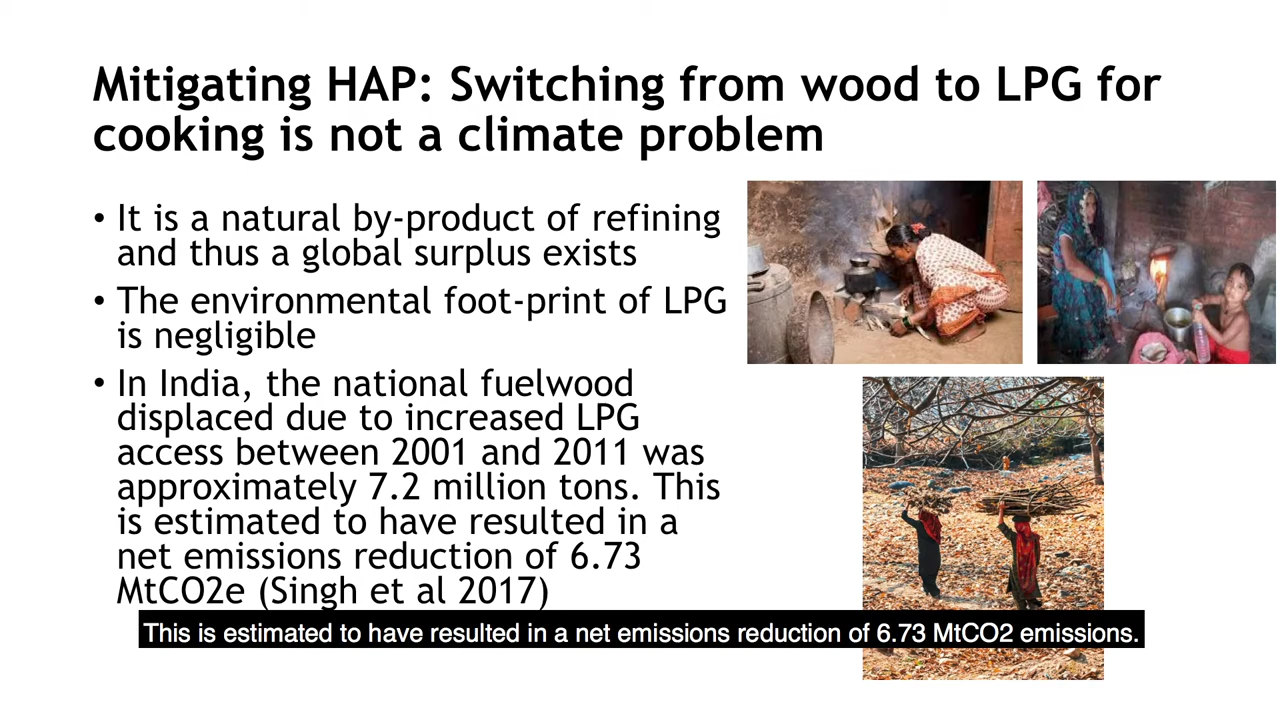 Mitigating HAP: Switching from wood to LPG for
cooking is not a climate problem
• It is a natural by-product of refining
and thus a global surplus exists
• The environmental foot-print of LPG
is negligible
• In India, the national fuelwood
displaced due to increased LPG
access between 2001 and 2011 was
approximately 7.2 million tons. This
is estimated to have resulted in a
net emissions reduction of 6.73
MtCO2e (Singh et al 2017)
This is estimated to have resulted in a net emissions reduction of 6.73 MtCO2 emissions.